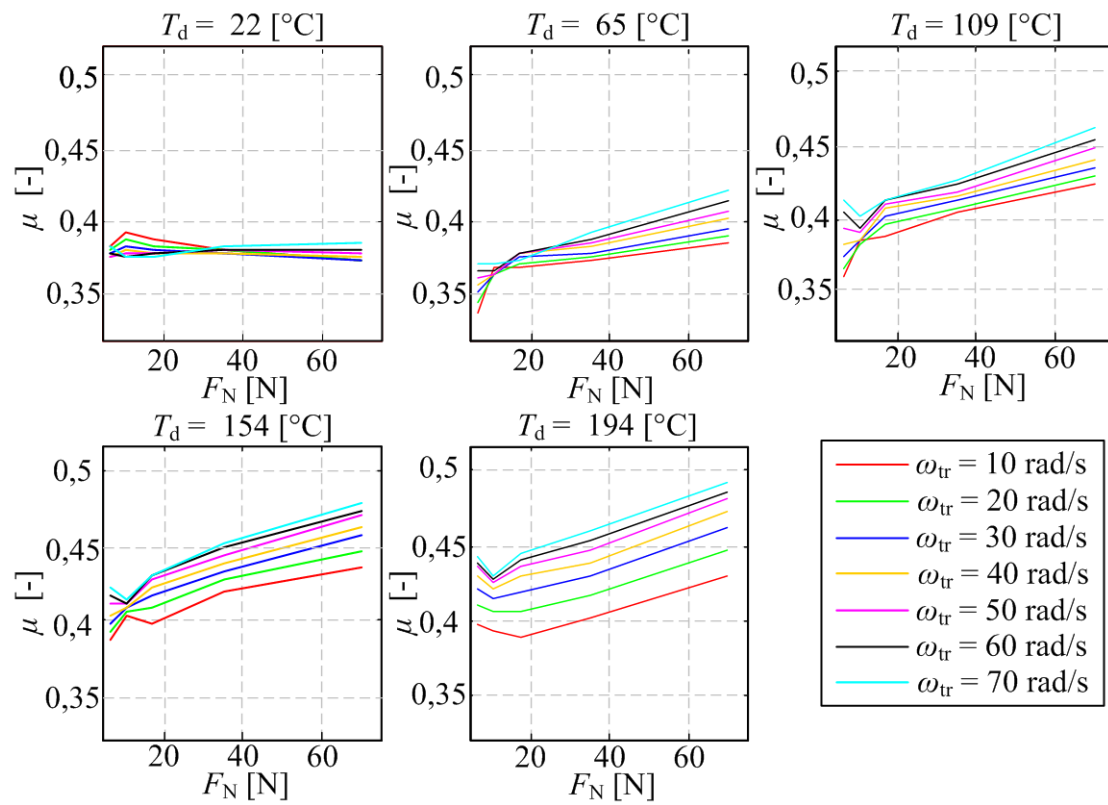 T_d = 22 [°C]
0,5
0,45
0,4
0,35
μ [-]
20 40 60
F_N [N]
T_d = 65 [°C]
0,5
0,45
0,4
0,35
μ [-]
20 40 60
F_N [N]
T_d = 109 [°C]
0,5
0,45
0,4
0,35
μ [-]
20 40 60
F_N [N]
T_d = 154 [°C]
0,5
0,45
0,4
0,35
μ [-]
20 40 60
F_N [N]
T_d = 194 [°C]
0,5
0,45
0,4
0,35
μ [-]
20 40 60
F_N [N]
ω_tr = 10 rad/s
ω_tr = 20 rad/s
ω_tr = 30 rad/s
ω_tr = 40 rad/s
ω_tr = 50 rad/s
ω_tr = 60 rad/s
ω_tr = 70 rad/s